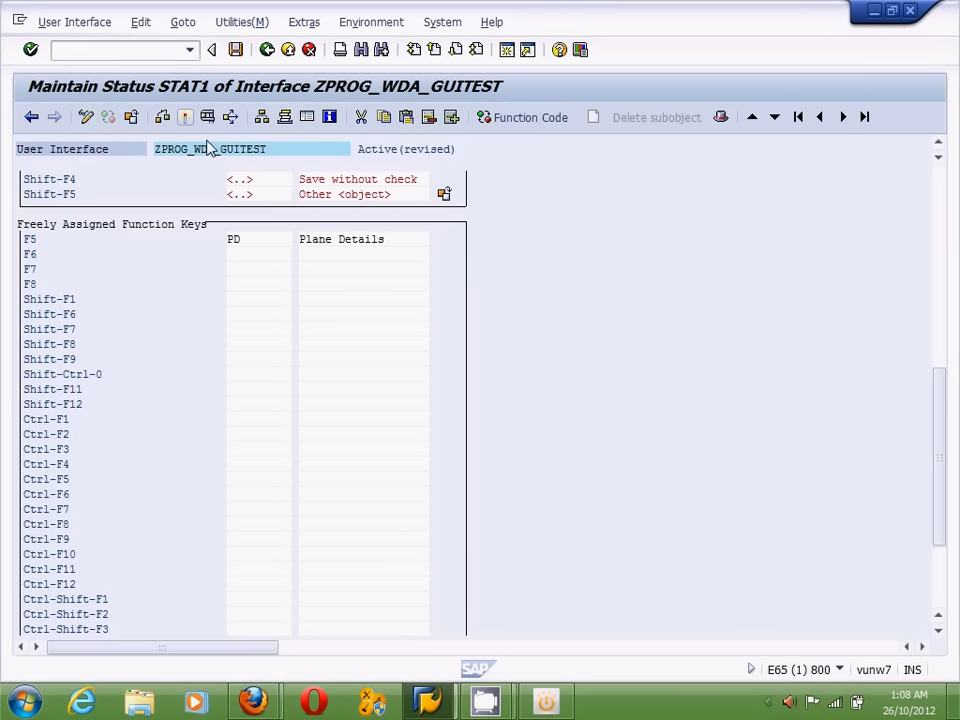 User Interface Edit Goto Utilities(M) Extras Environment System Help
Maintain Status STAT1 of Interface ZPROG_WDA_GUITEST
Function Code Delete subobject
User Interface ZPROG_WDA_GUITEST Active(revised)
Shift-F4 <..> Save without check
Shift-F5 <..> Other <object>
Freely Assigned Function Keys
F5 PD Plane Details
F6
F7
F8
Shift-F1
Shift-F6
Shift-F7
Shift-F8
Shift-F9
Shift-Ctrl-0
Shift-F11
Shift-F12
Ctrl-F1
Ctrl-F2
Ctrl-F3
Ctrl-F4
Ctrl-F5
Ctrl-F6
Ctrl-F7
Ctrl-F8
Ctrl-F9
Ctrl-F10
Ctrl-F11
Ctrl-F12
Ctrl-Shift-F1
Ctrl-Shift-F2
Ctrl-Shift-F3
SAP
E65 (1) 800 vunw7 INS
1:08 AM
26/10/2012